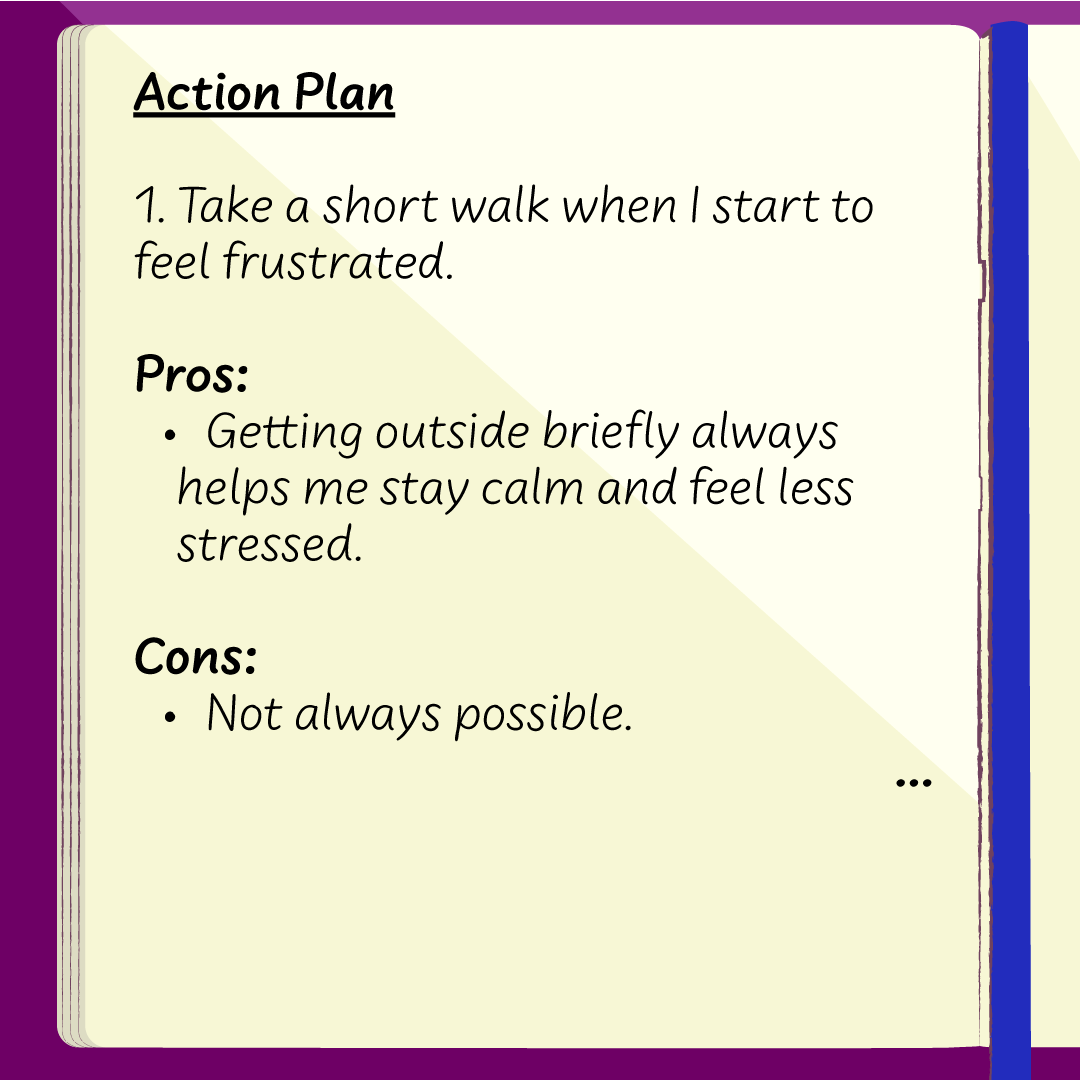 Action Plan
1. Take a short walk when I start to
feel frustrated.
Pros:
• Getting outside briefly always
helps me stay calm and feel less
stressed.
Cons:
• Not always possible.
...